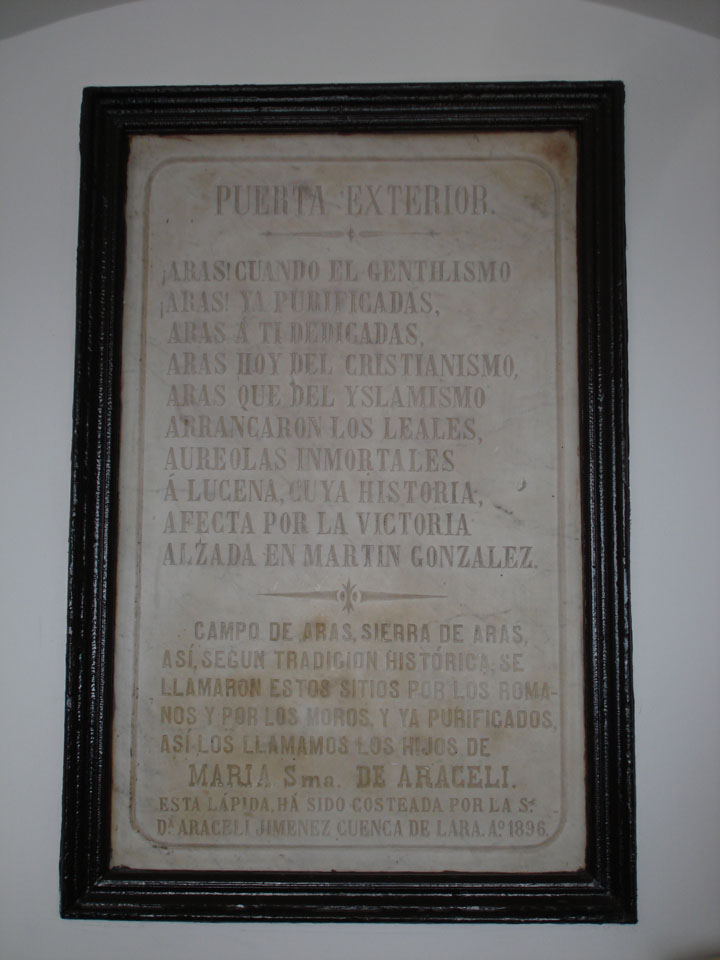 PUERTA EXTERIOR.
¡ARAS! CUANDO EL GENTILISMO
¡ARAS! YA PURIFICADAS,
ARAS Á TI DEDICADAS,
ARAS HOY DEL CRISTIANISMO,
ARAS QUE DEL YSLAMISMO
ARRANCARON LOS LEALES,
AUREOLAS INMORTALES
Á LUCENA, CUYA HISTORIA,
AFECTA POR LA VICTORIA
ALZADA EN MARTIN GONZALEZ.
CAMPO DE ARAS, SIERRA DE ARAS,
ASÍ, SEGUN TRADICION HISTÓRICA, SE
LLAMARON ESTOS SITIOS POR LOS ROMA-
NOS Y POR LOS MOROS, Y YA PURIFICADOS,
ASÍ LOS LLAMAMOS LOS HIJOS DE
MARIA Sma. DE ARACELI.
ESTA LÁPIDA, HÁ SIDO COSTEADA POR LA Sª
Dª ARACELI JIMENEZ CUENCA DE LARA. Aº 1896.